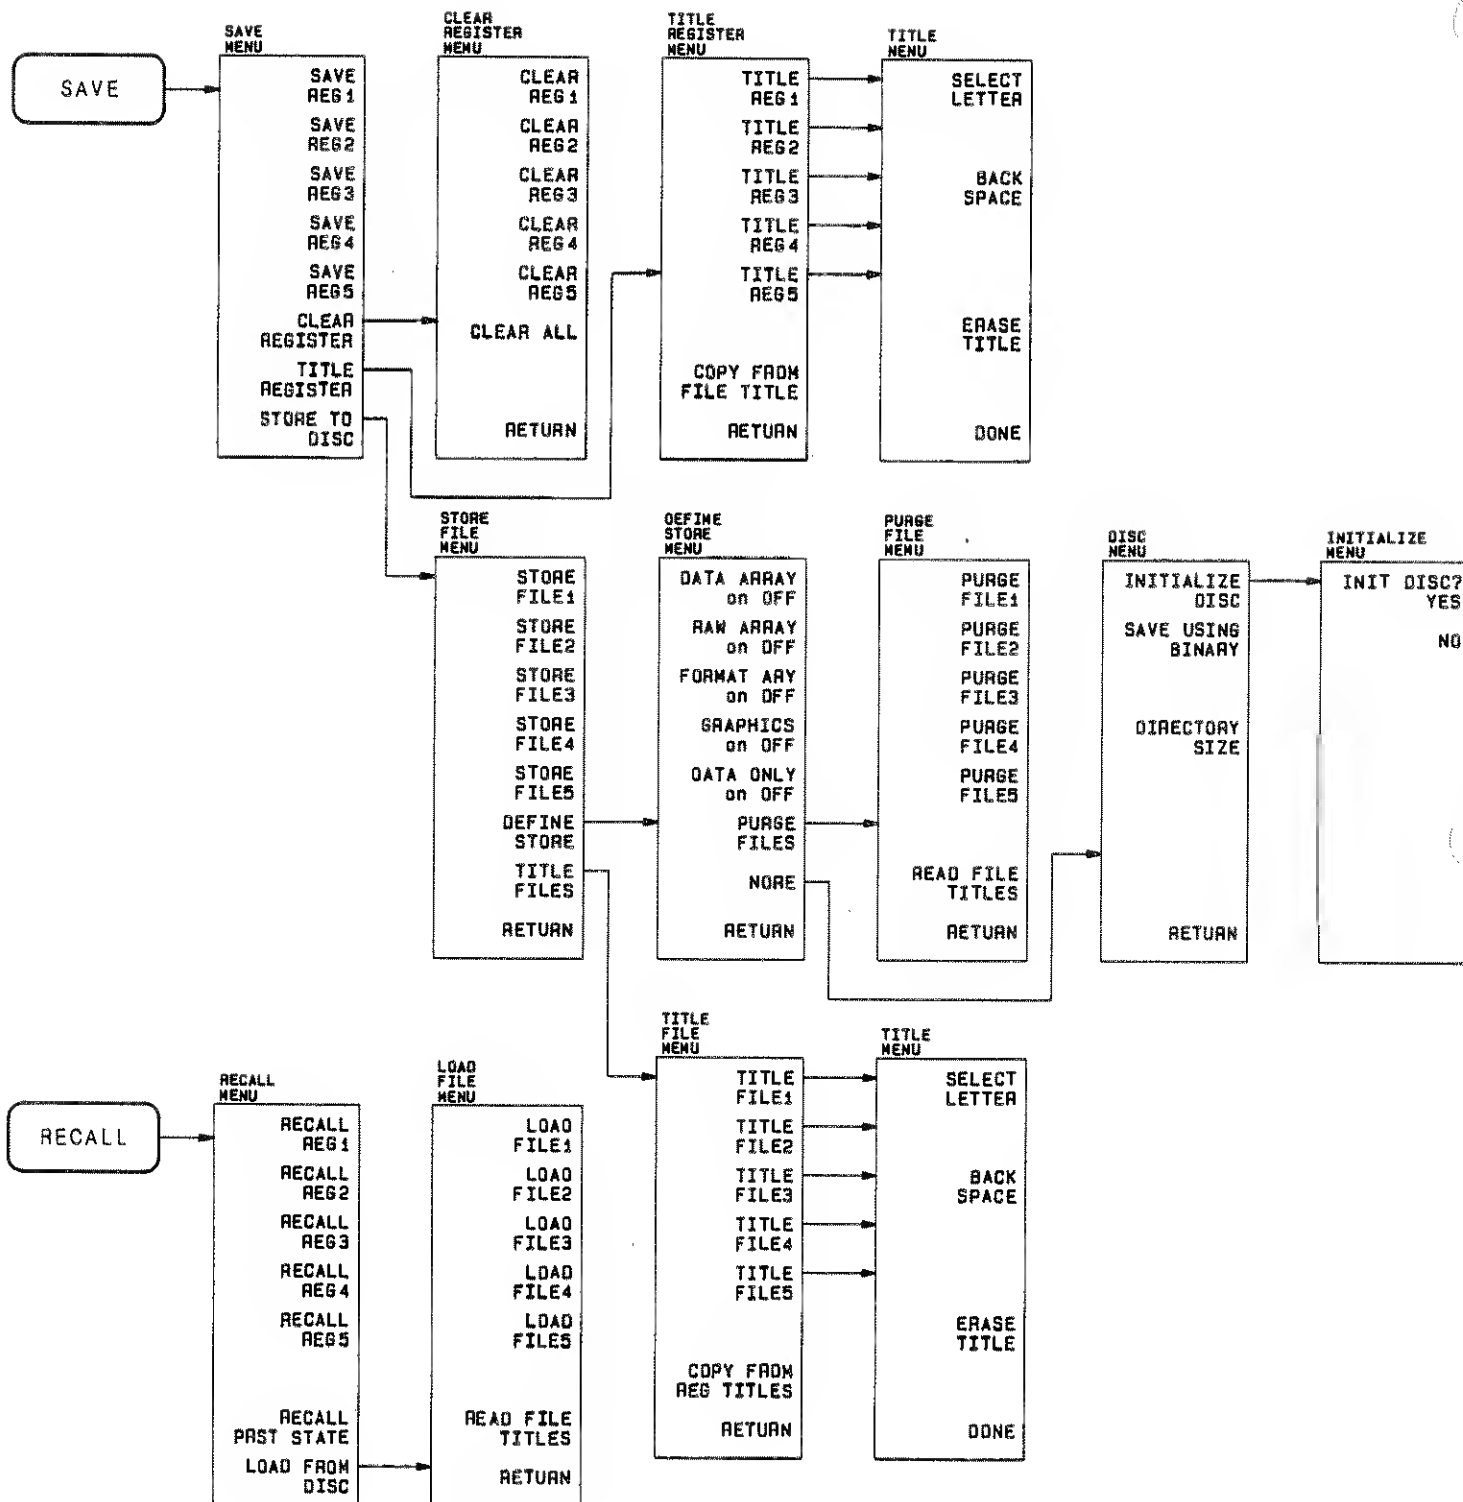 SAVE
SAVE
MENU
SAVE
REG1
SAVE
REG2
SAVE
REG3
SAVE
REG4
SAVE
REG5
CLEAR
REGISTER
TITLE
REGISTER
STORE TO
DISC
CLEAR
REGISTER
MENU
CLEAR
REG1
CLEAR
REG2
CLEAR
REG3
CLEAR
REG4
CLEAR
REG5
CLEAR ALL
RETURN
TITLE
REGISTER
MENU
TITLE
REG1
TITLE
REG2
TITLE
REG3
TITLE
REG4
TITLE
REG5
COPY FROM
FILE TITLE
RETURN
TITLE
MENU
SELECT
LETTER
BACK
SPACE
ERASE
TITLE
DONE
STORE
FILE
MENU
STORE
FILE1
STORE
FILE2
STORE
FILE3
STORE
FILE4
STORE
FILE5
DEFINE
STORE
TITLE
FILES
RETURN
DEFINE
STORE
MENU
DATA ARRAY
on OFF
RAW ARRAY
on OFF
FORMAT ARY
on OFF
GRAPHICS
on OFF
DATA ONLY
on OFF
PURGE
FILES
MORE
RETURN
PURGE
FILE
MENU
PURGE
FILE1
PURGE
FILE2
PURGE
FILE3
PURGE
FILE4
PURGE
FILE5
READ FILE
TITLES
RETURN
DISC
MENU
INITIALIZE
DISC
SAVE USING
BINARY
DIRECTORY
SIZE
RETURN
INITIALIZE
MENU
INIT DISC?
YES
NO
TITLE
FILE
MENU
TITLE
FILE1
TITLE
FILE2
TITLE
FILE3
TITLE
FILE4
TITLE
FILE5
COPY FROM
REG TITLES
RETURN
TITLE
MENU
SELECT
LETTER
BACK
SPACE
ERASE
TITLE
DONE
RECALL
RECALL
MENU
RECALL
REG1
RECALL
REG2
RECALL
REG3
RECALL
REG4
RECALL
REG5
RECALL
PRST STATE
LOAD FROM
DISC
LOAD
FILE
MENU
LOAD
FILE1
LOAD
FILE2
LOAD
FILE3
LOAD
FILE4
LOAD
FILE5
READ FILE
TITLES
RETURN